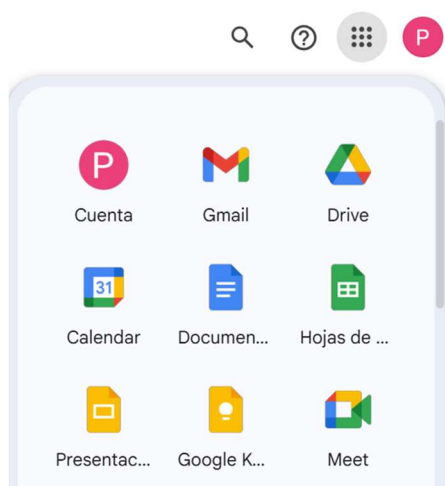 P
P
Cuenta Gmail Drive
31
Calendar Documen... Hojas de ...
Presentac... Google K... Meet